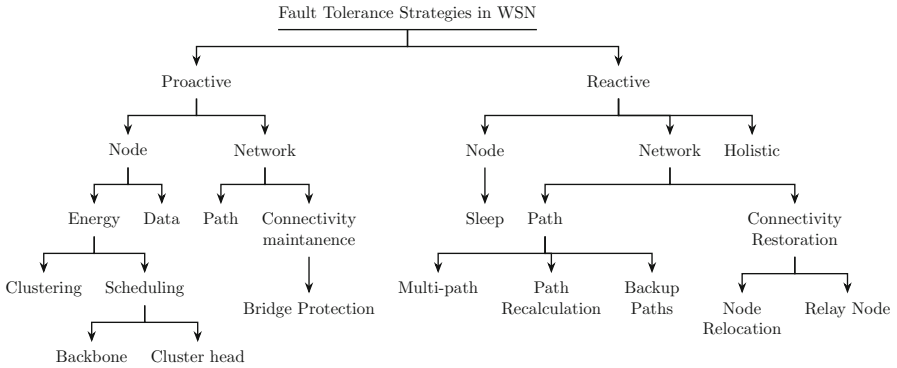 Fault Tolerance Strategies in WSN
Proactive
Reactive
Node
Network
Node
Network
Holistic
Energy
Data
Path
Connectivity
maintanence
Sleep
Path
Connectivity
Restoration
Clustering
Scheduling
Bridge Protection
Multi-path
Path
Recalculation
Backup
Paths
Node
Relocation
Relay Node
Backbone
Cluster head